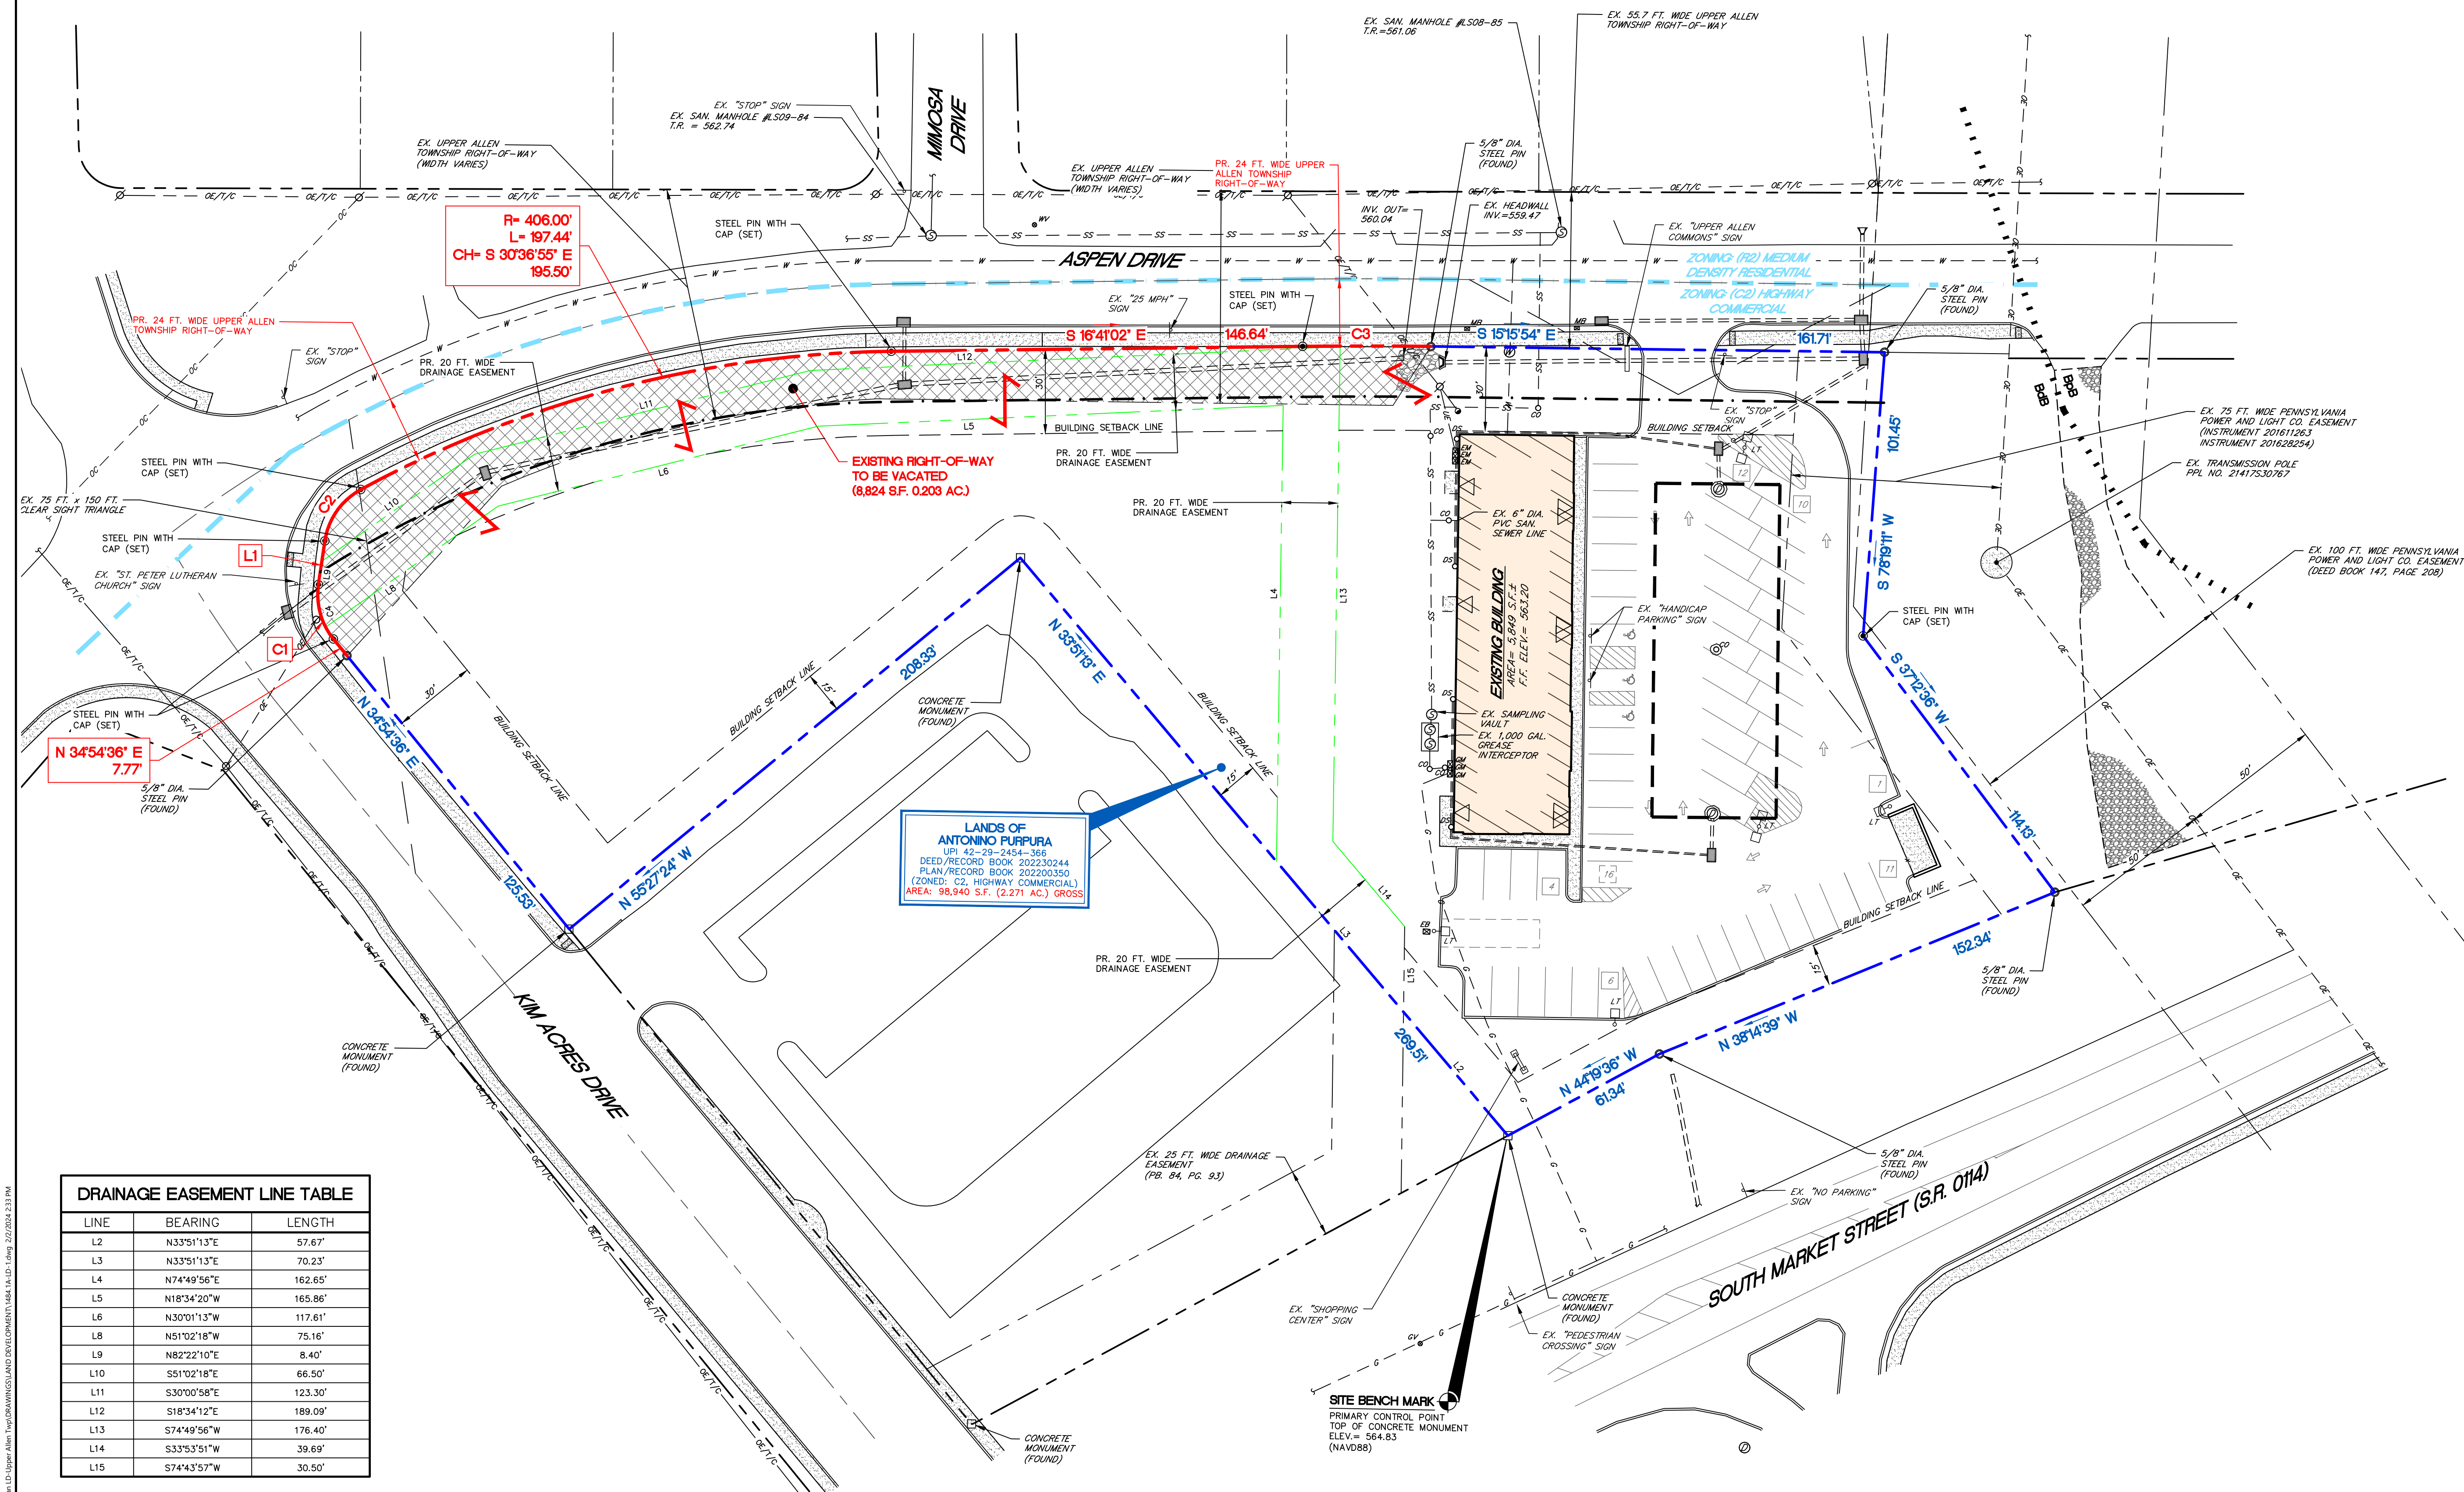 EX. SAN. MANHOLE #LS08-85
T.R.=561.06
EX. 55.7 FT. WIDE UPPER ALLEN
TOWNSHIP RIGHT-OF-WAY
EX. "STOP" SIGN
EX. SAN. MANHOLE #LS09-84
T.R. = 562.74
MIMOSA
DRIVE
EX. UPPER ALLEN
TOWNSHIP RIGHT-OF-WAY
(WIDTH VARIES)
EX. UPPER ALLEN
TOWNSHIP RIGHT-OF-WAY
(WIDTH VARIES)
PR. 24 FT. WIDE UPPER
ALLEN TOWNSHIP
RIGHT-OF-WAY
5/8" DIA.
STEEL PIN
(FOUND)
R= 406.00'
L= 197.44'
CH= S 30°36'55" E
195.50'
STEEL PIN WITH
CAP (SET)
INV. OUT=
560.04
EX. HEADWALL
INV.=559.47
EX. "UPPER ALLEN
COMMONS" SIGN
ASPEN DRIVE
ZONING: (R2) MEDIUM
DENSITY RESIDENTIAL
ZONING: (C2) HIGHWAY
COMMERCIAL
5/8" DIA.
STEEL PIN
(FOUND)
EX. "25 MPH"
SIGN
STEEL PIN WITH
CAP (SET)
PR. 24 FT. WIDE UPPER ALLEN
TOWNSHIP RIGHT-OF-WAY
EX. "STOP"
SIGN
PR. 20 FT. WIDE
DRAINAGE EASEMENT
S 16°41'02" E
146.64'
C3
S 15°15'54" E
161.71'
L12
L11
30'
30'
L5
BUILDING SETBACK LINE
BUILDING SETBACK
EX. "STOP"
SIGN
EX. 75 FT. WIDE PENNSYLVANIA
POWER AND LIGHT CO. EASEMENT
(INSTRUMENT 201611263
INSTRUMENT 201628254)
EX. TRANSMISSION POLE
PPL NO. 21417S30767
BdB
BdB
101.45'
S 78°19'11" W
STEEL PIN WITH
CAP (SET)
EX. 75 FT. x 150 FT.
CLEAR SIGHT TRIANGLE
C2
L10
L6
EXISTING RIGHT-OF-WAY
TO BE VACATED
(8,824 S.F. 0.203 AC.)
PR. 20 FT. WIDE
DRAINAGE EASEMENT
PR. 20 FT. WIDE
DRAINAGE EASEMENT
STEEL PIN WITH
CAP (SET)
L1
EX. "ST. PETER LUTHERAN
CHURCH" SIGN
L9
L8
C4
C1
EX. 6" DIA.
PVC SAN.
SEWER LINE
EXISTING BUILDING
AREA= 5,849 S.F.±
F.F. ELEV.= 563.20
EX. "HANDICAP
PARKING" SIGN
EX. 100 FT. WIDE PENNSYLVANIA
POWER AND LIGHT CO. EASEMENT
(DEED BOOK 147, PAGE 208)
STEEL PIN WITH
CAP (SET)
L4
L13
N 33°51'13" E
208.33'
BUILDING SETBACK LINE
15'
CONCRETE
MONUMENT
(FOUND)
BUILDING SETBACK LINE
15'
30'
BUILDING SETBACK LINE
STEEL PIN WITH
CAP (SET)
N 34°54'36" E
7.77'
5/8" DIA.
STEEL PIN
(FOUND)
N 34°54'36" E
125.53'
N 55°27'24" W
EX. SAMPLING
VAULT
EX. 1,000 GAL.
GREASE
INTERCEPTOR
S 37°12'36" W
114.13'
50'
50'
LANDS OF
ANTONINO PURPURA
UPI 42-29-2454-366
DEED/RECORD BOOK 202230244
PLAN/RECORD BOOK 202200350
(ZONED: C2, HIGHWAY COMMERCIAL)
AREA: 98,940 S.F. (2.271 AC.) GROSS
L14
L3
12
10
1
11
4
16
6
BUILDING SETBACK LINE
15'
152.34'
N 38°14'39" W
5/8" DIA.
STEEL PIN
(FOUND)
PR. 20 FT. WIDE
DRAINAGE EASEMENT
L15
269.51'
L2
N 44°19'36" W
61.34'
KIM ACRES DRIVE
CONCRETE
MONUMENT
(FOUND)
EX. 25 FT. WIDE DRAINAGE
EASEMENT
(PB. 84, PG. 93)
5/8" DIA.
STEEL PIN
(FOUND)
EX. "NO PARKING"
SIGN
SOUTH MARKET STREET (S.R. 0114)
EX. "SHOPPING
CENTER" SIGN
CONCRETE
MONUMENT
(FOUND)
EX. "PEDESTRIAN
CROSSING" SIGN
SITE BENCH MARK
PRIMARY CONTROL POINT
TOP OF CONCRETE MONUMENT
ELEV.= 564.83
(NAVD88)
CONCRETE
MONUMENT
(FOUND)
DRAINAGE EASEMENT LINE TABLE
LINE BEARING LENGTH
L2 N33°51'13"E 57.67'
L3 N33°51'13"E 70.23'
L4 N74°49'56"E 162.65'
L5 N18°34'20"W 165.86'
L6 N30°01'13"W 117.61'
L8 N51°02'18"W 75.16'
L9 N82°22'10"E 8.40'
L10 S51°02'18"E 66.50'
L11 S30°00'58"E 123.30'
L12 S18°34'12"E 189.09'
L13 S74°49'56"W 176.40'
L14 S33°53'51"W 39.69'
L15 S74°43'57"W 30.50'